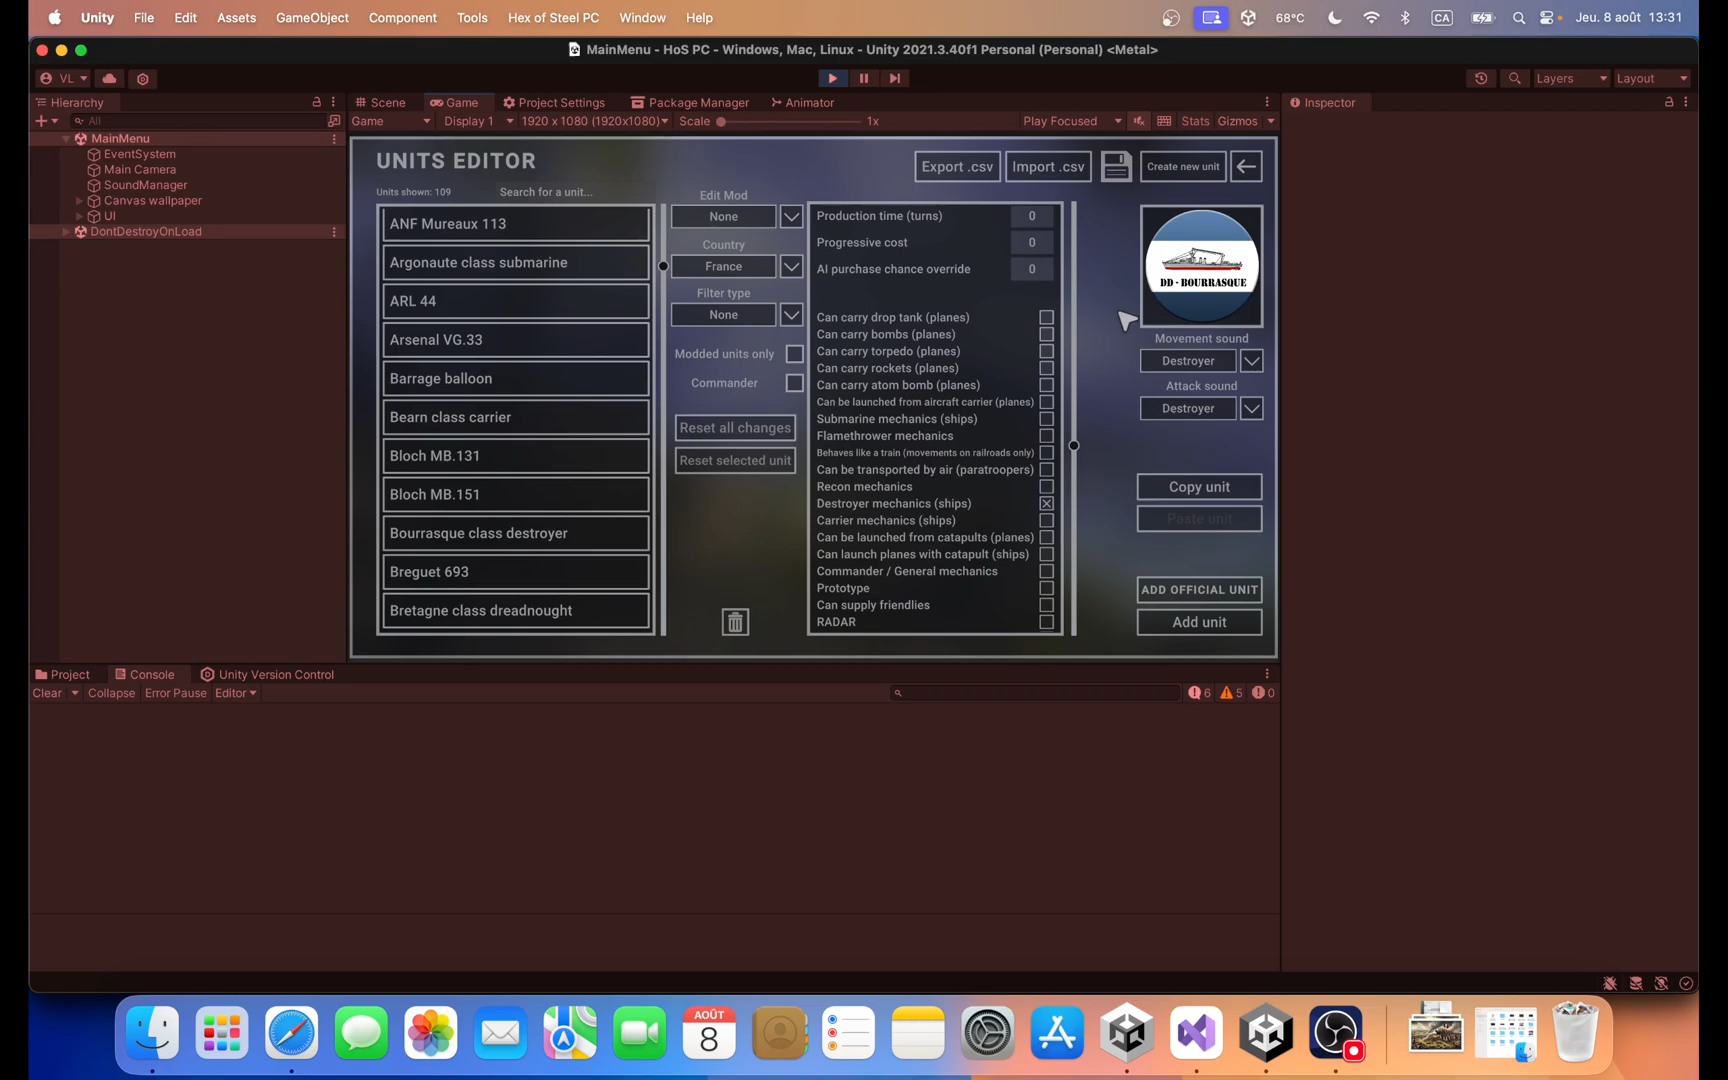 Unity File Edit Assets GameObject Component Tools Hex of Steel PC Window Help 68°C CA Jeu. 8 août 13:31
MainMenu - HoS PC - Windows, Mac, Linux - Unity 2021.3.40f1 Personal (Personal) <Metal>
VL Layers Layout
Hierarchy Scene Game Project Settings Package Manager Animator Inspector
All Game Display 1 1920 x 1080 (1920x1080) Scale 1x Play Focused Stats Gizmos
MainMenu
EventSystem
Main Camera
SoundManager
Canvas wallpaper
UI
DontDestroyOnLoad
UNITS EDITOR
Export .csv Import .csv Create new unit
Units shown: 109 Search for a unit...
ANF Mureaux 113
Argonaute class submarine
ARL 44
Arsenal VG.33
Barrage balloon
Bearn class carrier
Bloch MB.131
Bloch MB.151
Bourrasque class destroyer
Breguet 693
Bretagne class dreadnought
Edit Mod
None
Country
France
Filter type
None
Modded units only
Commander
Reset all changes
Reset selected unit
Production time (turns) 0
Progressive cost 0
AI purchase chance override 0
Can carry drop tank (planes)
Can carry bombs (planes)
Can carry torpedo (planes)
Can carry rockets (planes)
Can carry atom bomb (planes)
Can be launched from aircraft carrier (planes)
Submarine mechanics (ships)
Flamethrower mechanics
Behaves like a train (movements on railroads only)
Can be transported by air (paratroopers)
Recon mechanics
Destroyer mechanics (ships)
Carrier mechanics (ships)
Can be launched from catapults (planes)
Can launch planes with catapult (ships)
Commander / General mechanics
Prototype
Can supply friendlies
RADAR
DD - BOURRASQUE
Movement sound
Destroyer
Attack sound
Destroyer
Copy unit
Paste unit
ADD OFFICIAL UNIT
Add unit
Project Console Unity Version Control
Clear Collapse Error Pause Editor 6 5 0
AOÛT
8